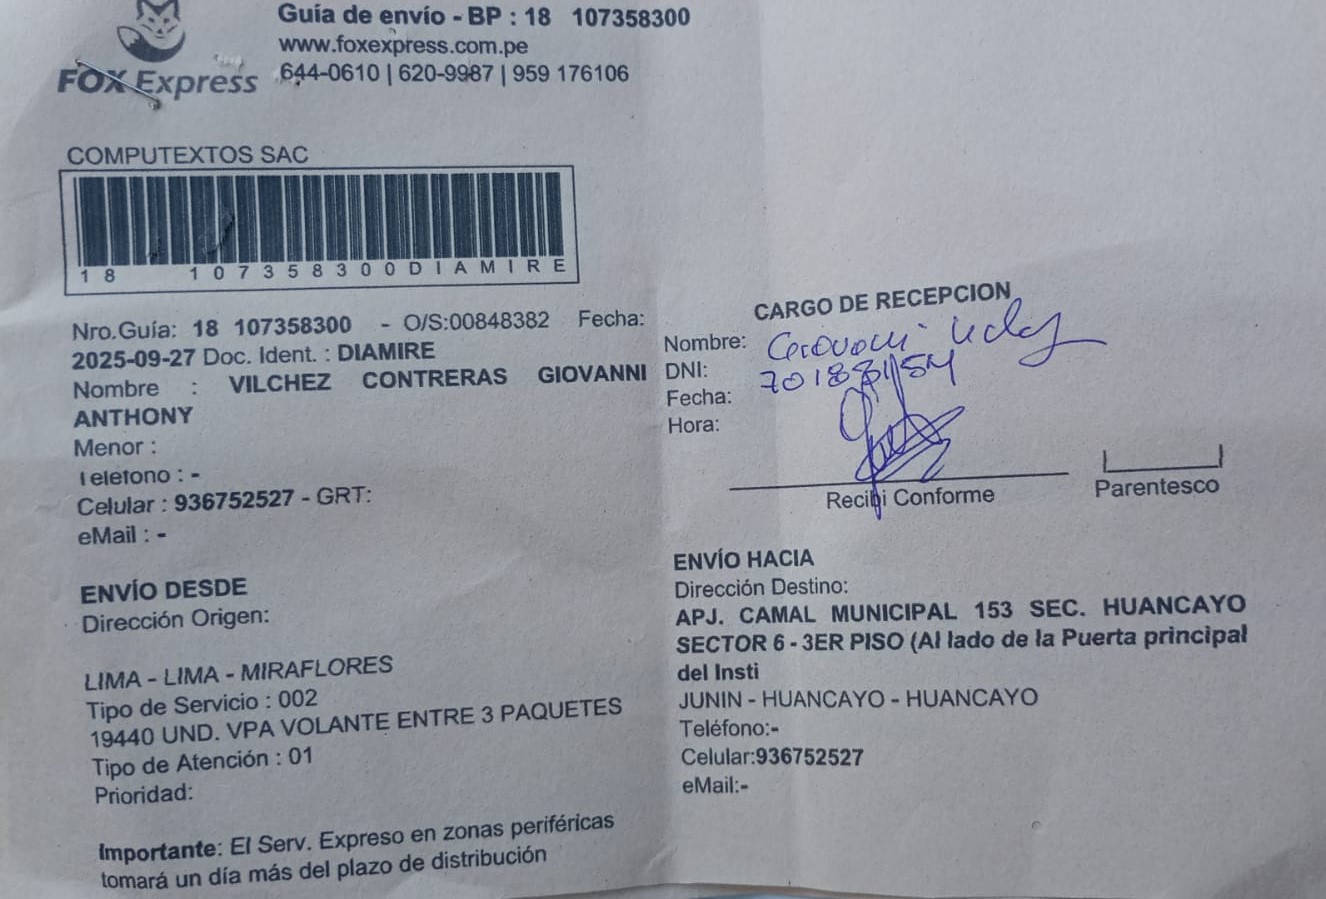 Guía de envío - BP : 18 107358300
www.foxexpress.com.pe
FOX Express
644-0610 | 620-9987 | 959 176106
COMPUTEXTOS SAC
18 107358300DIAMIRE
Nro.Guía: 18 107358300 - O/S:00848382 Fecha:
2025-09-27 Doc. Ident. : DIAMIRE
Nombre : VILCHEZ CONTRERAS GIOVANNI
ANTHONY
Menor :
Teléfono : -
Celular : 936752527 - GRT:
eMail : -
CARGO DE RECEPCION
Nombre:
DNI:
Fecha:
Hora:
Recibi Conforme
Parentesco
ENVÍO DESDE
Dirección Origen:
LIMA - LIMA - MIRAFLORES
Tipo de Servicio : 002
19440 UND. VPA VOLANTE ENTRE 3 PAQUETES
Tipo de Atención : 01
Prioridad:
ENVÍO HACIA
Dirección Destino:
APJ. CAMAL MUNICIPAL 153 SEC. HUANCAYO
SECTOR 6 - 3ER PISO (Al lado de la Puerta principal
del Insti
JUNIN - HUANCAYO - HUANCAYO
Teléfono:-
Celular:936752527
eMail:-
Importante: El Serv. Expreso en zonas periféricas
tomará un día más del plazo de distribución